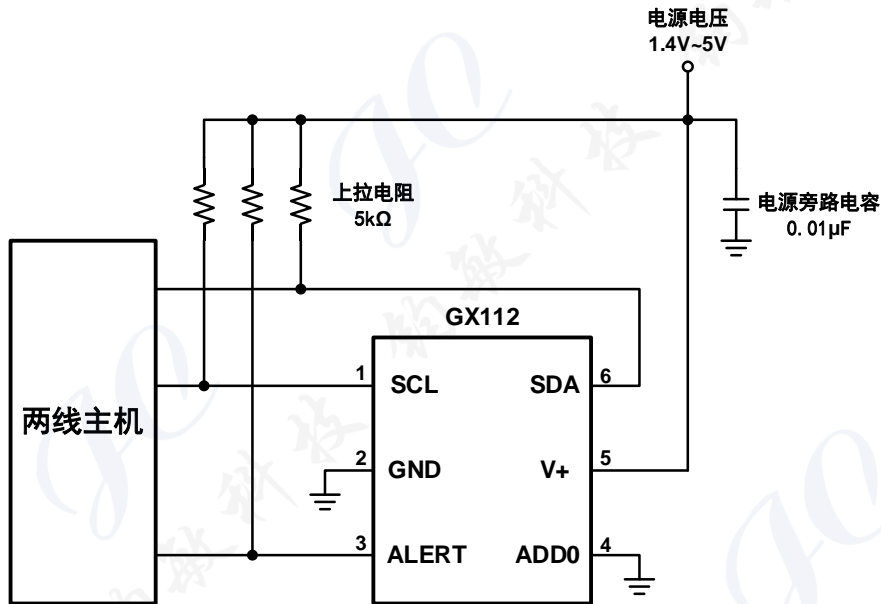 电源电压
1.4V~5V
上拉电阻
5kΩ
电源旁路电容
0.01μF
GX112
两线主机
1
SCL
SDA
6
2
GND
V+
5
3
ALERT
ADD0
4